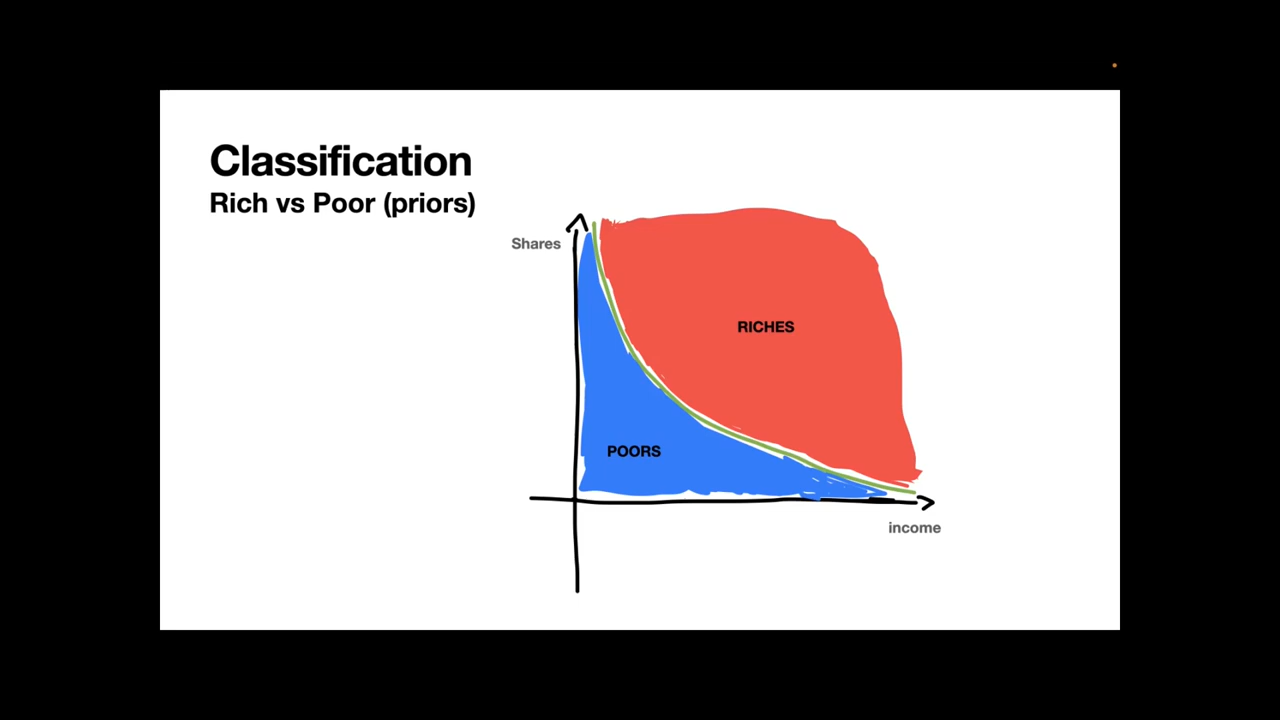 Classification
Rich vs Poor (priors)
Shares
RICHES
POORS
income